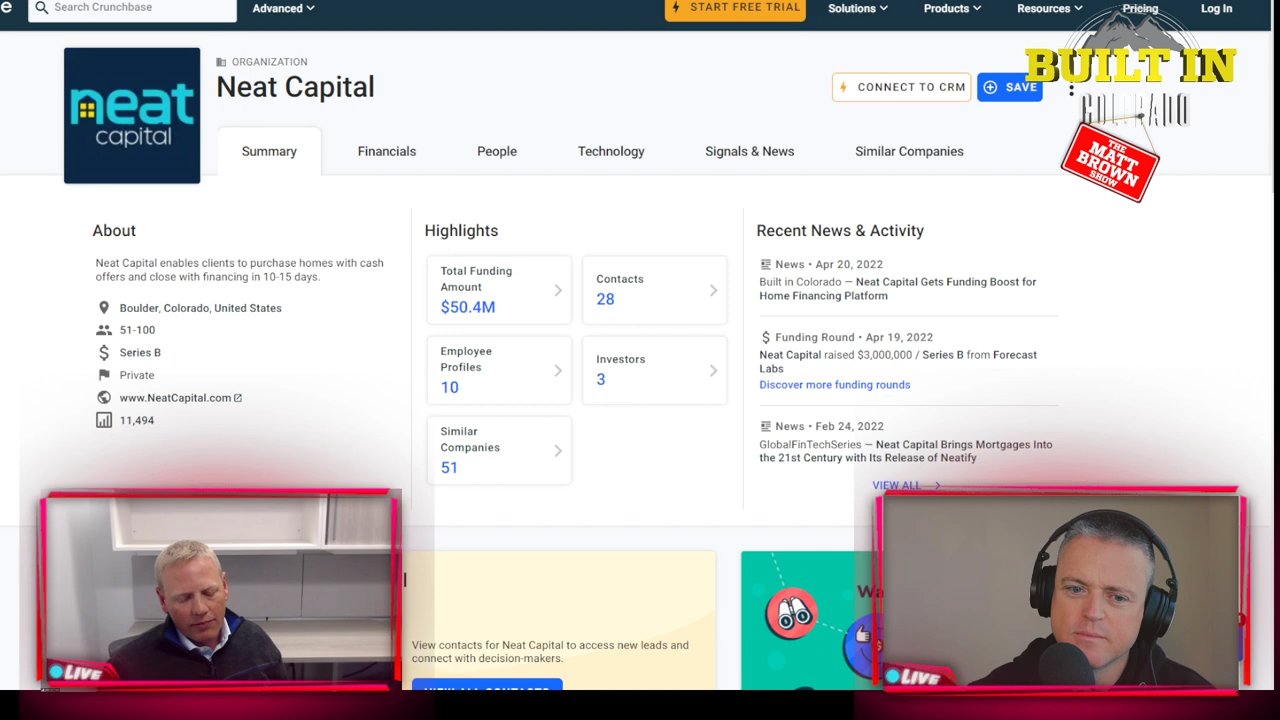 e
Search Crunchbase
Advanced
START FREE TRIAL
Solutions
Products
Resources
Pricing
Log In
BUILT IN
COLORADO
THE
MATT
BROWN
SHOW
neat
capital
ORGANIZATION
Neat Capital
CONNECT TO CRM
SAVE
Summary
Financials
People
Technology
Signals & News
Similar Companies
About
Neat Capital enables clients to purchase homes with cash
offers and close with financing in 10-15 days.
Boulder, Colorado, United States
51-100
Series B
Private
www.NeatCapital.com
11,494
Highlights
Total Funding
Amount
$50.4M
Contacts
28
Employee
Profiles
10
Investors
3
Similar
Companies
51
Recent News & Activity
News • Apr 20, 2022
Built in Colorado — Neat Capital Gets Funding Boost for
Home Financing Platform
Funding Round • Apr 19, 2022
Neat Capital raised $3,000,000 / Series B from Forecast
Labs
Discover more funding rounds
News • Feb 24, 2022
GlobalFinTechSeries — Neat Capital Brings Mortgages Into
the 21st Century with Its Release of Neatify
VIEW ALL
View contacts for Neat Capital to access new leads and
connect with decision-makers.
VIEW ALL CONTACTS
Wa
LIVE
LIVE